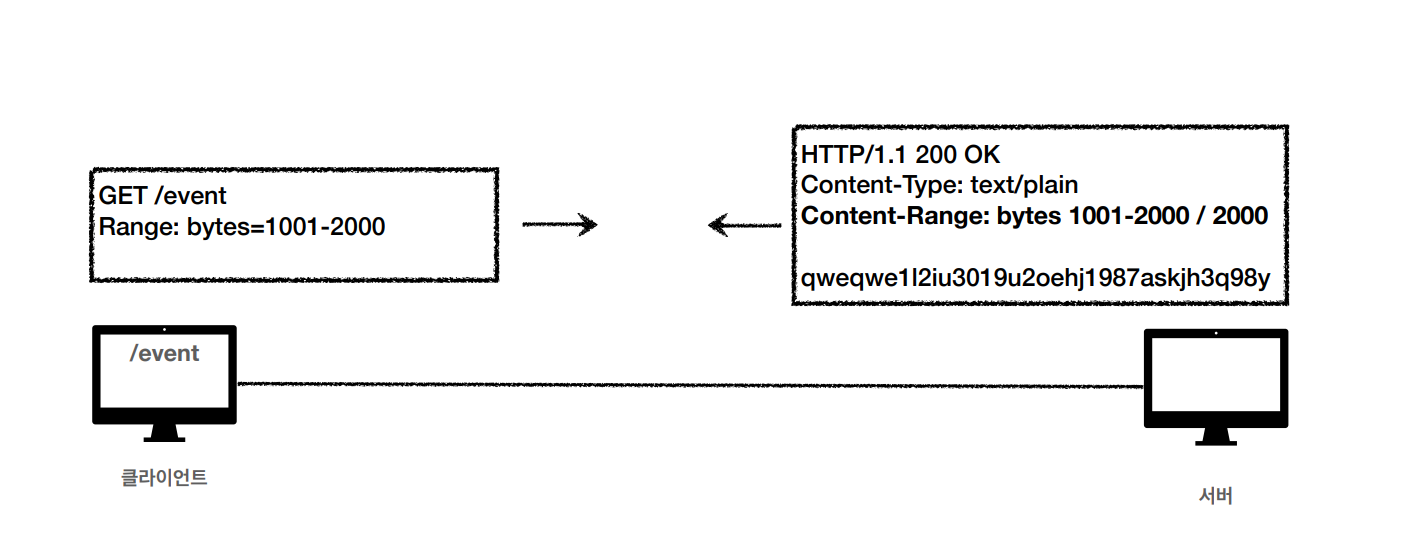 GET /event
Range: bytes=1001-2000
HTTP/1.1 200 OK
Content-Type: text/plain
Content-Range: bytes 1001-2000 / 2000
qweqwe1l2iu3019u2oehj1987askjh3q98y
/event
클라이언트
서버